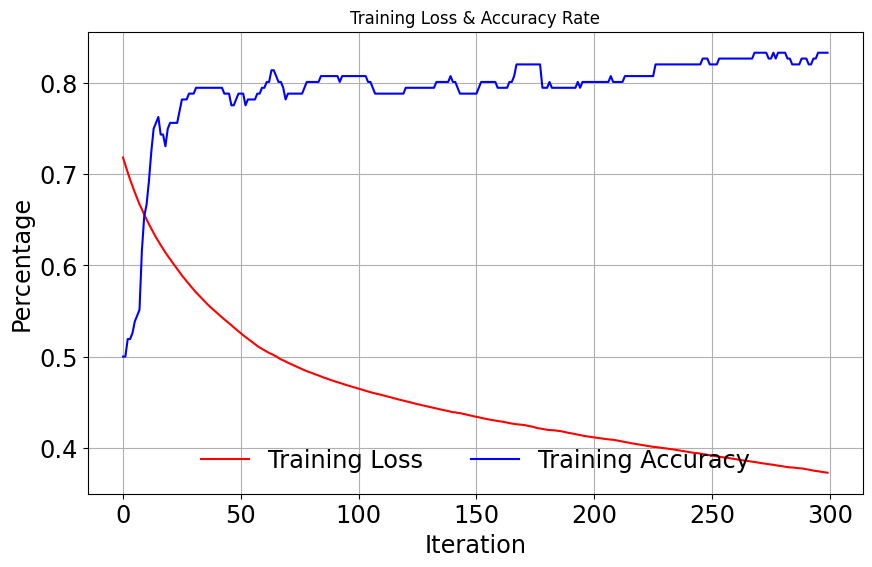 Training Loss & Accuracy Rate
Percentage
0.8
0.7
0.6
0.5
0.4
Training Loss
Training Accuracy
0 50 100 150 200 250 300
Iteration